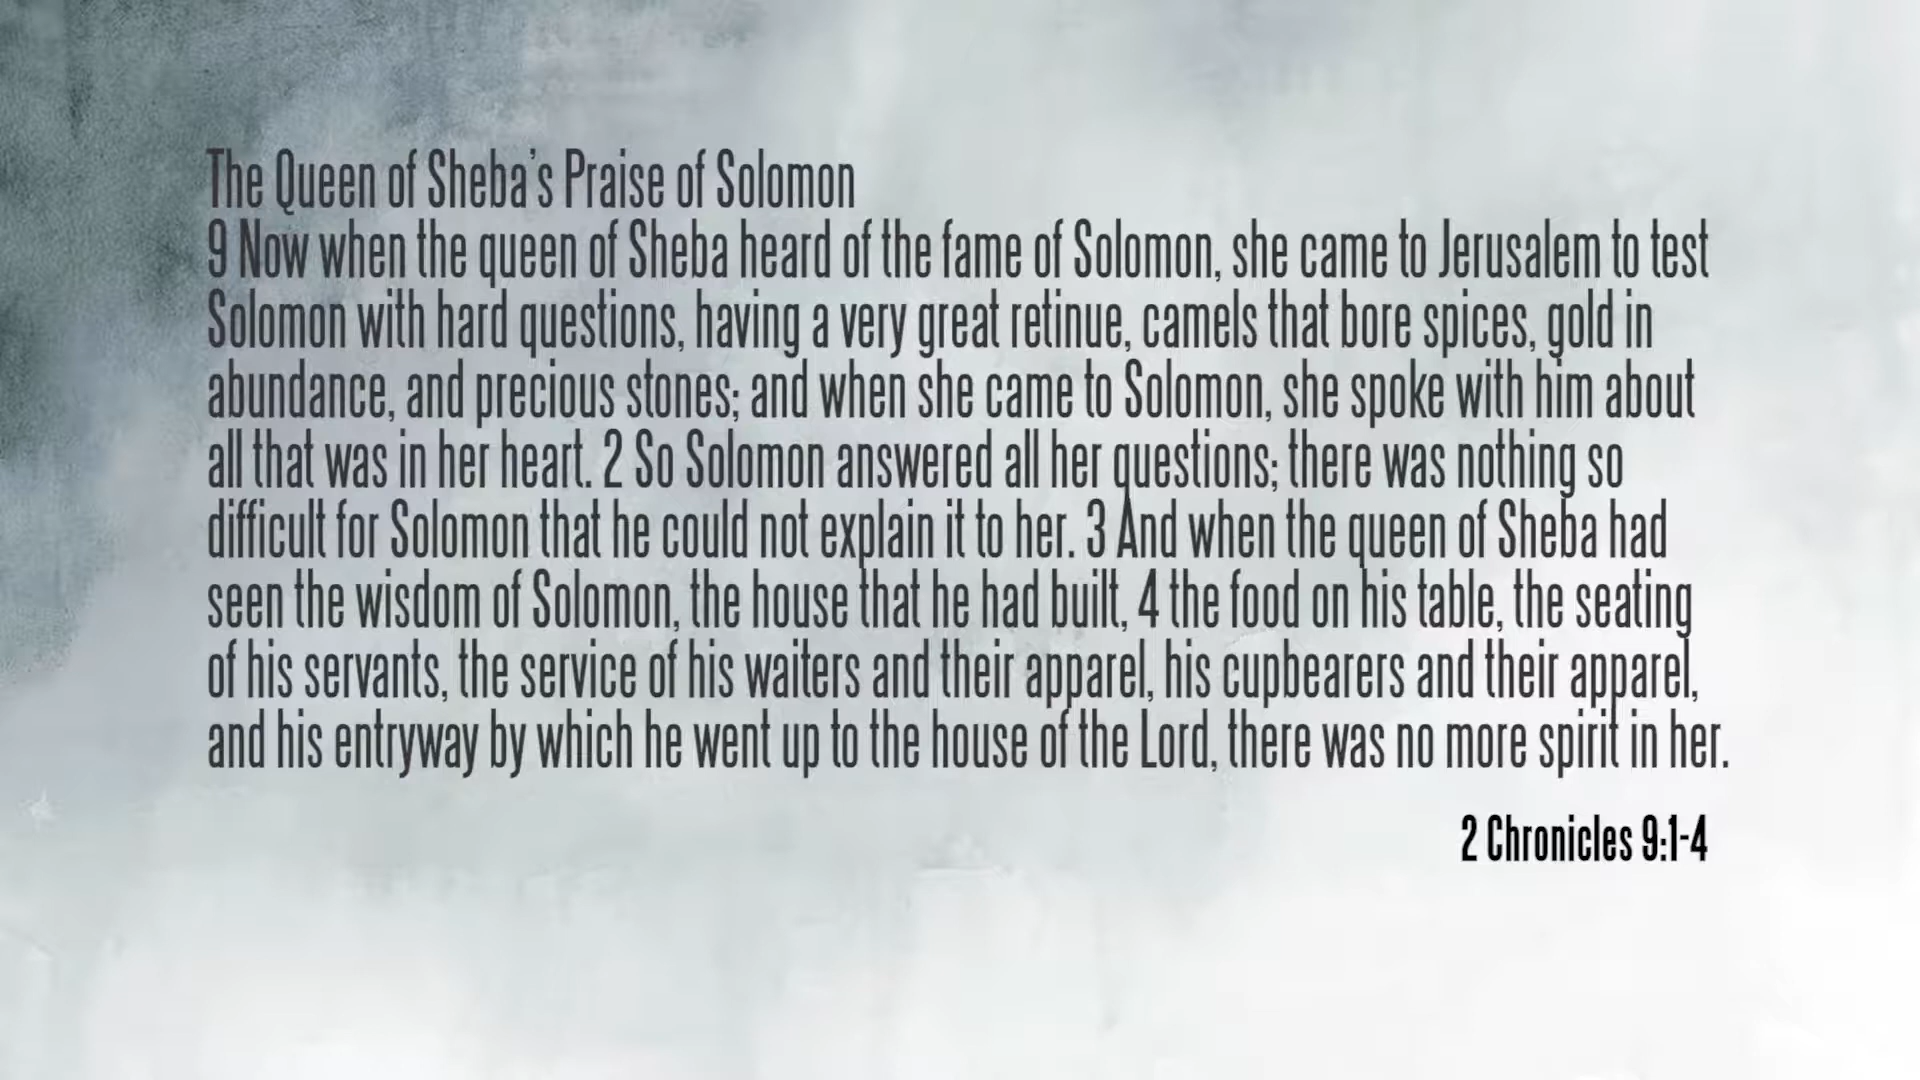 The Queen of Sheba’s Praise of Solomon
9 Now when the queen of Sheba heard of the fame of Solomon, she came to Jerusalem to test
Solomon with hard questions, having a very great retinue, camels that bore spices, gold in
abundance, and precious stones; and when she came to Solomon, she spoke with him about
all that was in her heart. 2 So Solomon answered all her questions; there was nothing so
difficult for Solomon that he could not explain it to her. 3 And when the queen of Sheba had
seen the wisdom of Solomon, the house that he had built, 4 the food on his table, the seating
of his servants, the service of his waiters and their apparel, his cupbearers and their apparel,
and his entryway by which he went up to the house of the Lord, there was no more spirit in her.
2 Chronicles 9:1-4